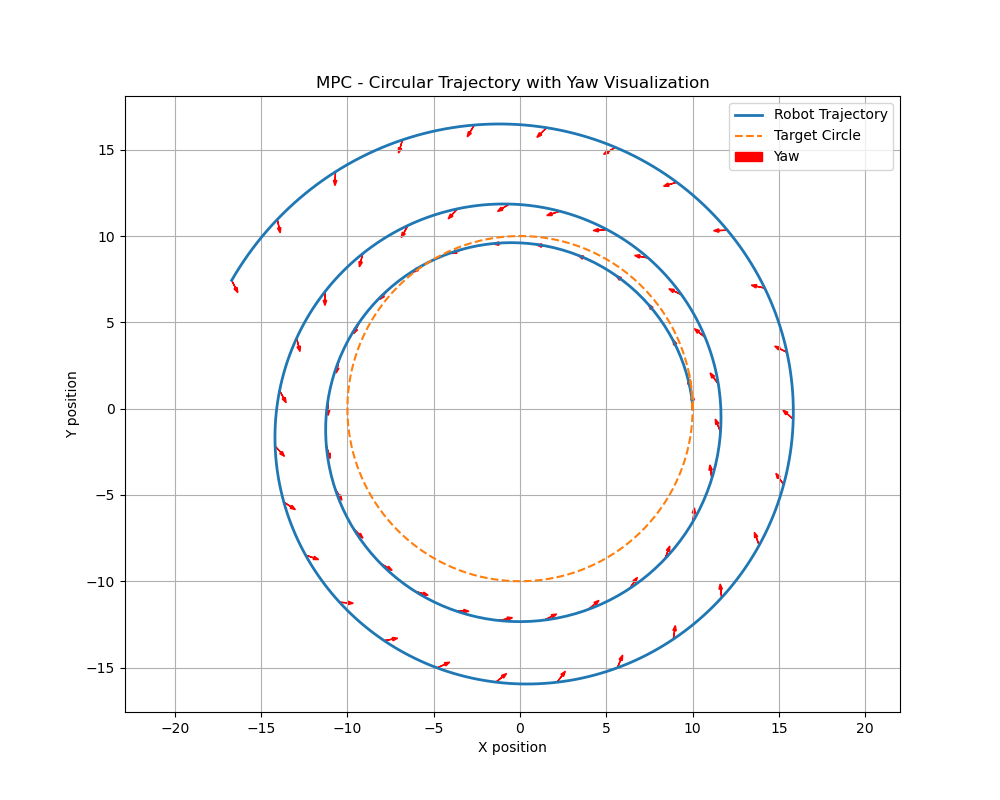 MPC - Circular Trajectory with Yaw Visualization
Robot Trajectory
Target Circle
Yaw
Y position
15
10
5
0
−5
−10
−15
−20 −15 −10 −5 0 5 10 15 20
X position